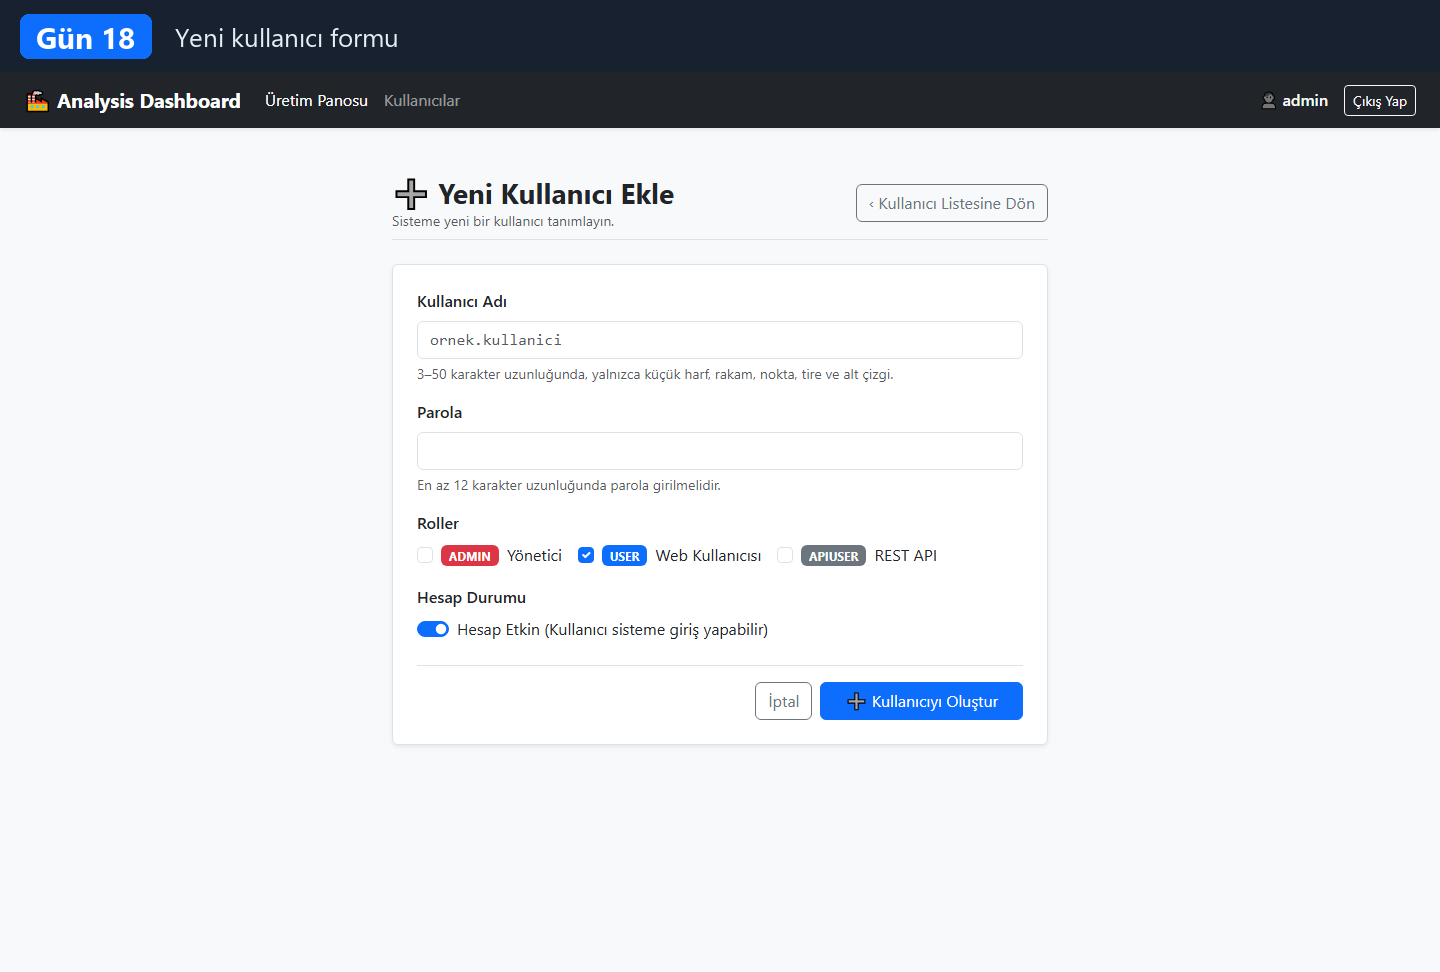 Gün 18 Yeni kullanıcı formu
Analysis Dashboard Üretim Panosu Kullanıcılar admin Çıkış Yap
Yeni Kullanıcı Ekle
Sisteme yeni bir kullanıcı tanımlayın.
‹ Kullanıcı Listesine Dön
Kullanıcı Adı
ornek.kullanici
3–50 karakter uzunluğunda, yalnızca küçük harf, rakam, nokta, tire ve alt çizgi.
Parola
En az 12 karakter uzunluğunda parola girilmelidir.
Roller
ADMIN Yönetici USER Web Kullanıcısı APIUSER REST API
Hesap Durumu
Hesap Etkin (Kullanıcı sisteme giriş yapabilir)
İptal Kullanıcıyı Oluştur